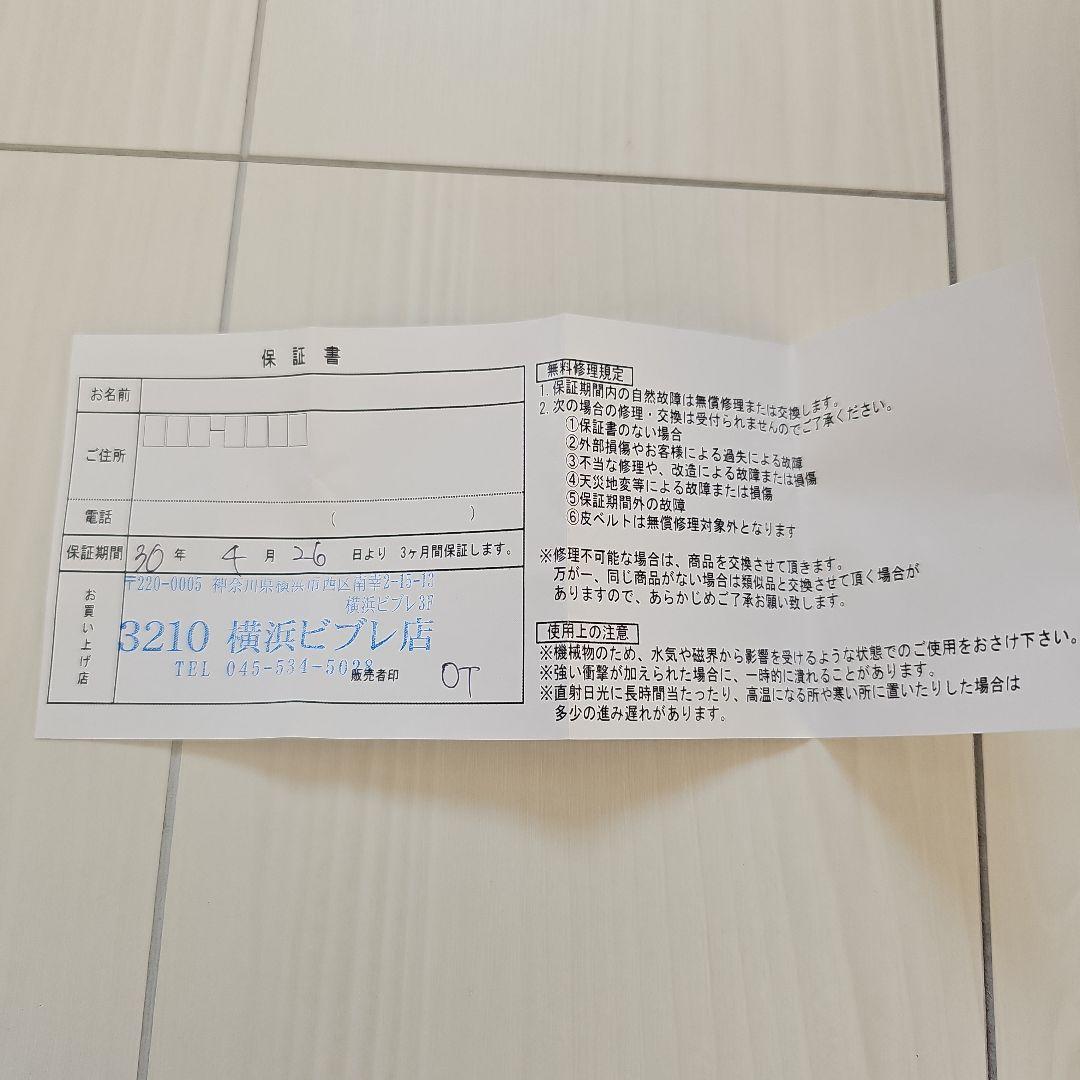 保証書
お名前
ご住所
電話 ( )
保証期間 30年 4月 26日より 3ヶ月間保証します。
お買い上げ店
〒220-0005 神奈川県横浜市西区南幸2-15-13
横浜ビブレ3F
3210 横浜ビブレ店
TEL 045-534-5028
販売者印 OT
無料修理規定
1. 保証期間内の自然故障は無償修理または交換します。
2. 次の場合の修理・交換は受付られませんのでご了承ください。
①保証書のない場合
②外部損傷やお客様による過失による故障
③不当な修理や、改造による故障または損傷
④天災地変等による故障または損傷
⑤保証期間外の故障
⑥皮ベルトは無償修理対象外となります
※修理不可能な場合は、商品を交換させて頂きます。
万が一、同じ商品がない場合は類似品と交換させて頂く場合が
ありますので、あらかじめご了承お願い致します。
使用上の注意
※機械物のため、水気や磁界から影響を受けるような状態でのご使用をおさけ下さい。
※強い衝撃が加えられた場合に、一時的に潰れることがあります。
※直射日光に長時間当たったり、高温になる所や寒い所に置いたりした場合は
多少の進み遅れがあります。